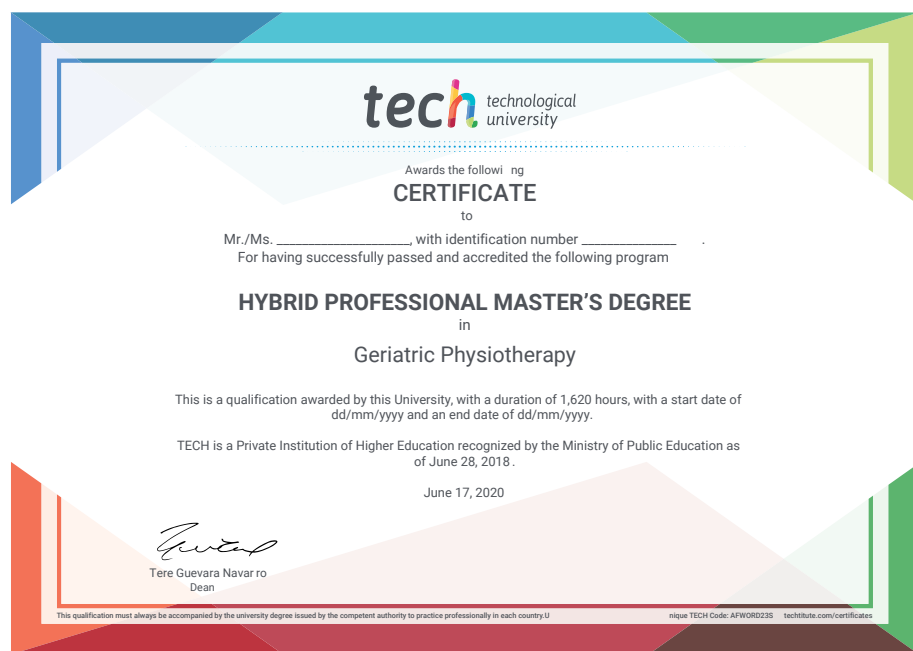 tech technological
university
Awards the followi ng
CERTIFICATE
to
Mr./Ms. _____________________, with identification number _______________ .
For having successfully passed and accredited the following program
HYBRID PROFESSIONAL MASTER'S DEGREE
in
Geriatric Physiotherapy
This is a qualification awarded by this University, with a duration of 1,620 hours, with a start date of
dd/mm/yyyy and an end date of dd/mm/yyyy.
TECH is a Private Institution of Higher Education recognized by the Ministry of Public Education as
of June 28, 2018 .
June 17, 2020
Tere Guevara Navar ro
Dean
This qualification must always be accompanied by the university degree issued by the competent authority to practice professionally in each country.U nique TECH Code: AFWORD23S techtitute.com/certificates